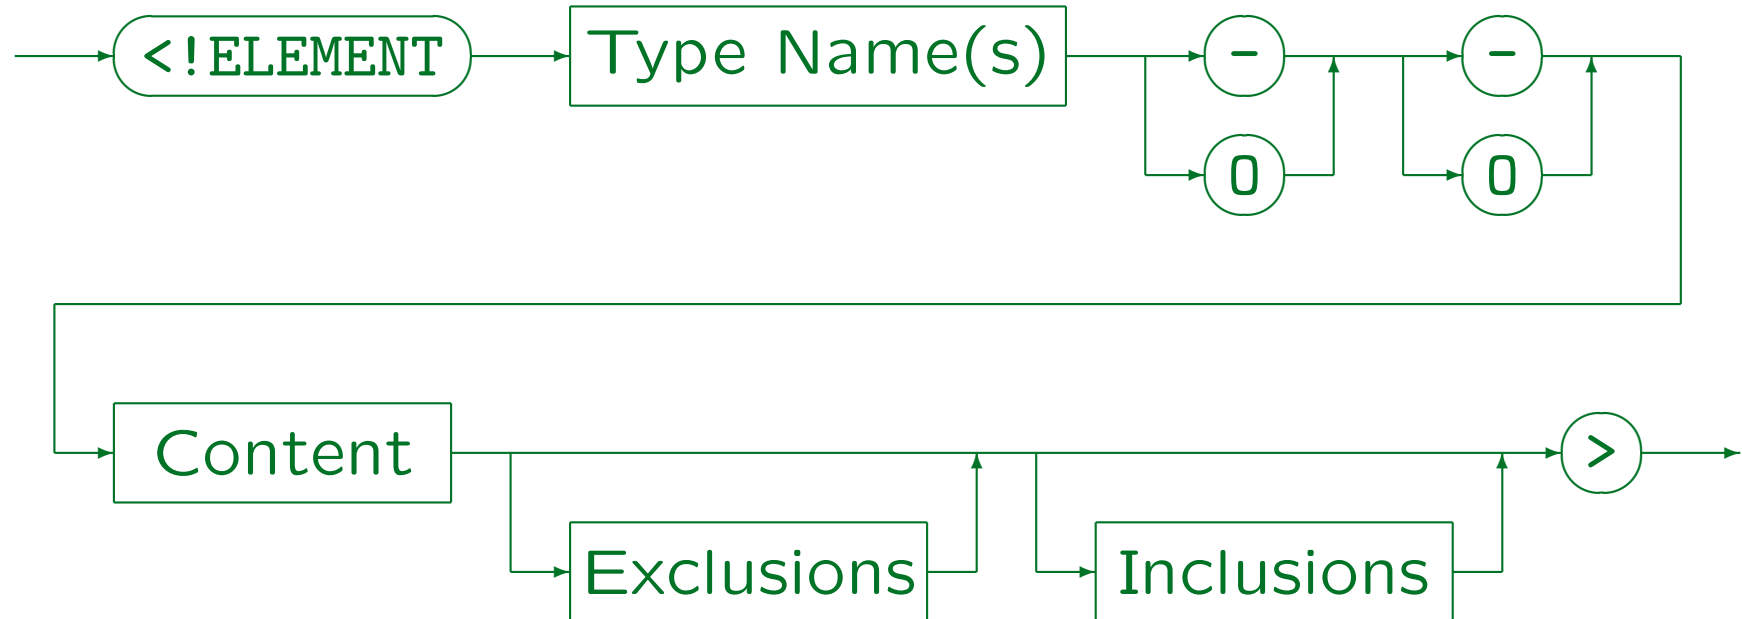 <!ELEMENT Type Name(s) - -
O O
Content >
Exclusions Inclusions